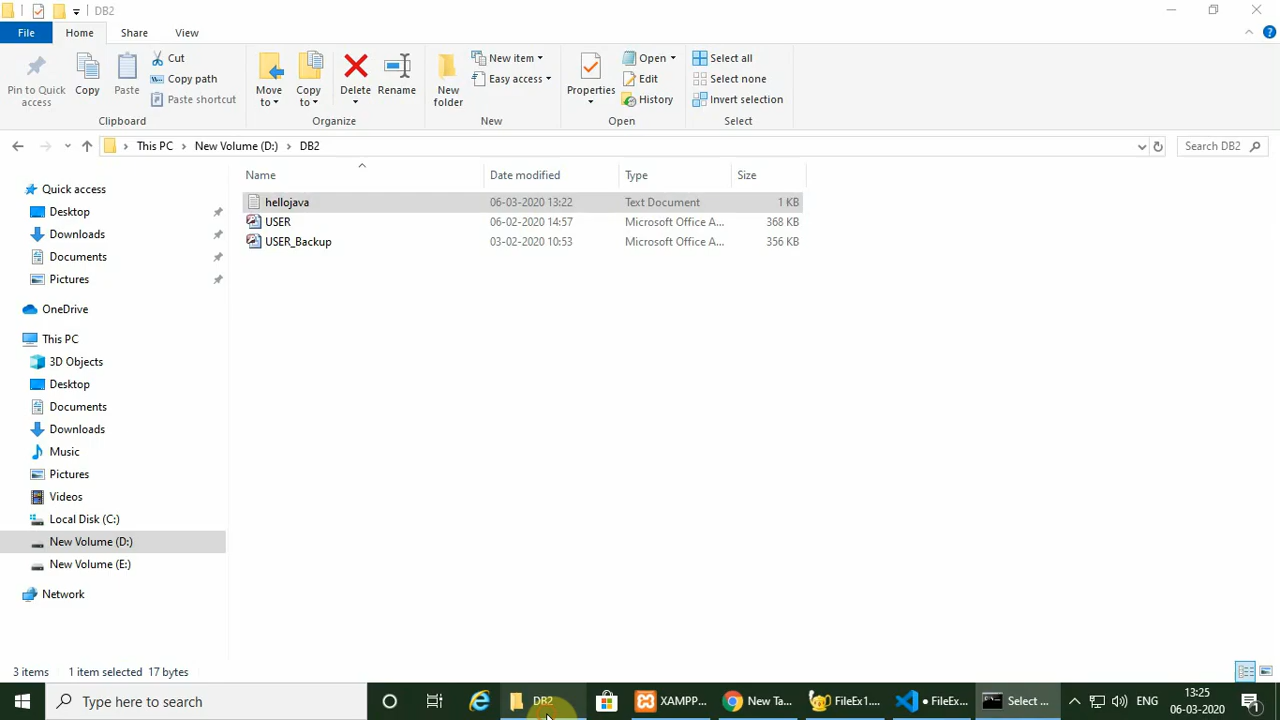 DB2
File Home Share View
Pin to Quick access
Copy
Paste
Cut
Copy path
Paste shortcut
Clipboard
Move to
Copy to
Delete
Rename
Organize
New folder
New item
Easy access
New
Properties
Open
Edit
History
Open
Select all
Select none
Invert selection
Select
This PC New Volume (D:) DB2
Search DB2
Name Date modified Type Size
hellojava 06-03-2020 13:22 Text Document 1 KB
USER 06-02-2020 14:57 Microsoft Office A... 368 KB
USER_Backup 03-02-2020 10:53 Microsoft Office A... 356 KB
Quick access
Desktop
Downloads
Documents
Pictures
OneDrive
This PC
3D Objects
Desktop
Documents
Downloads
Music
Pictures
Videos
Local Disk (C:)
New Volume (D:)
New Volume (E:)
Network
3 items 1 item selected 17 bytes
Type here to search
DB2
XAMPP...
New Ta...
FileEx1....
• FileEx...
Select ...
ENG
13:25
06-03-2020
1